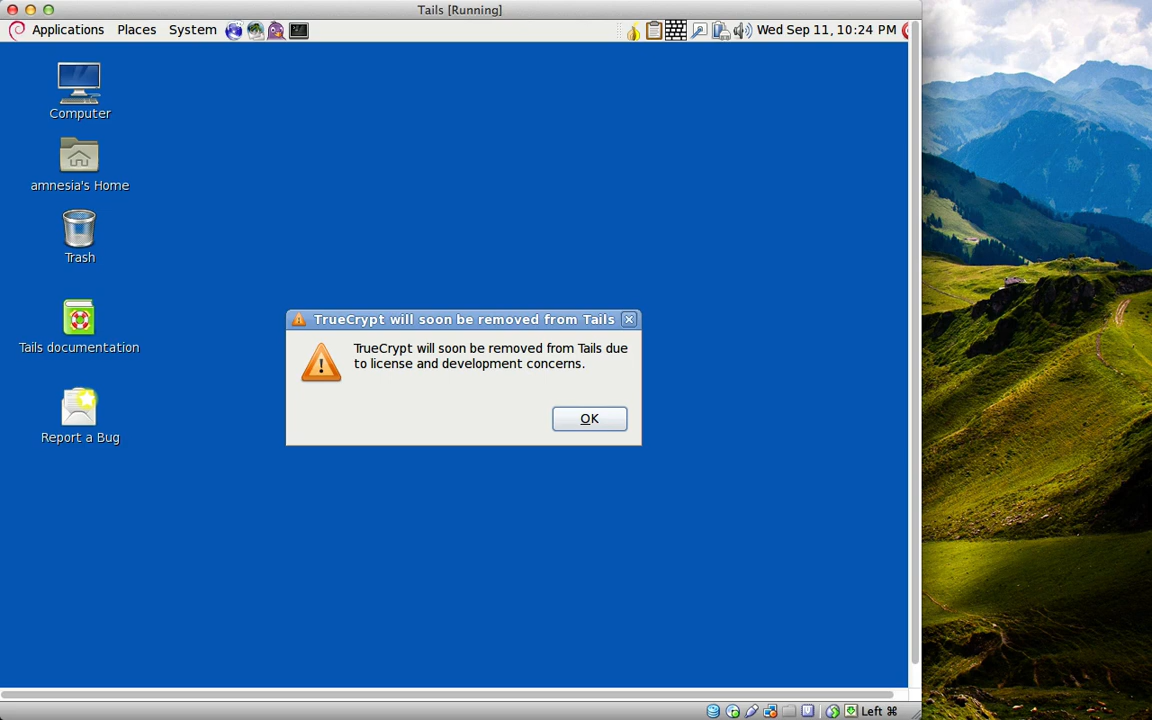 Tails [Running]
Applications Places System Wed Sep 11, 10:24 PM
Computer
amnesia's Home
Trash
Tails documentation
Report a Bug
TrueCrypt will soon be removed from Tails
TrueCrypt will soon be removed from Tails due
to license and development concerns.
OK
Left ⌘